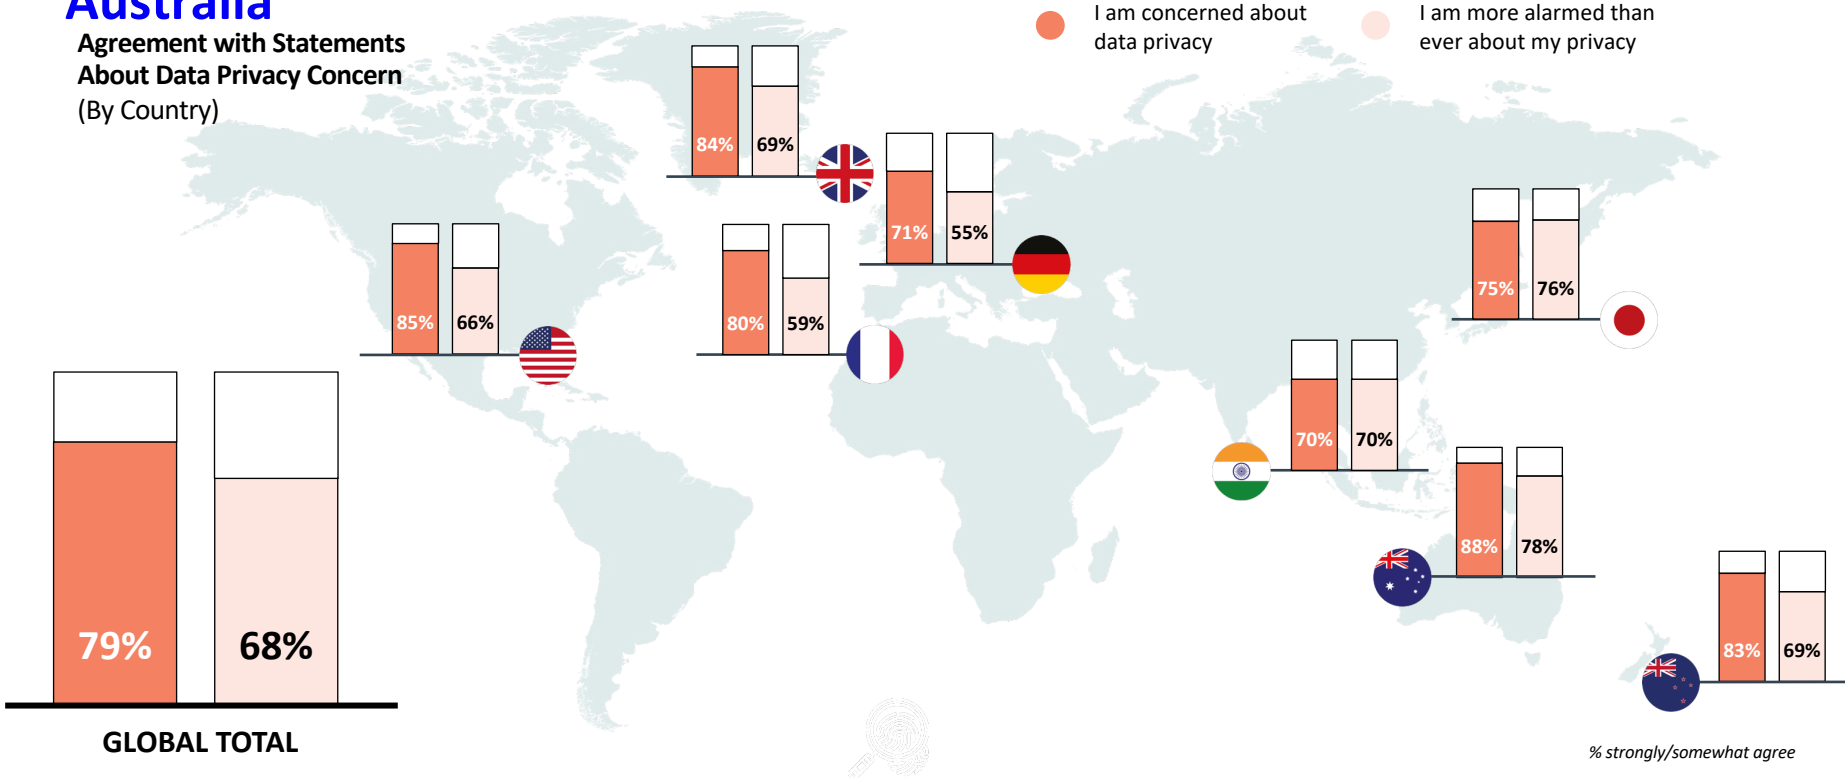 Australia
Agreement with Statements
About Data Privacy Concern
(By Country)
I am concerned about
data privacy
I am more alarmed than
ever about my privacy
84% 69%
71% 55%
85% 66%
80% 59%
75% 76%
70% 70%
88% 78%
83% 69%
79% 68%
GLOBAL TOTAL
% strongly/somewhat agree